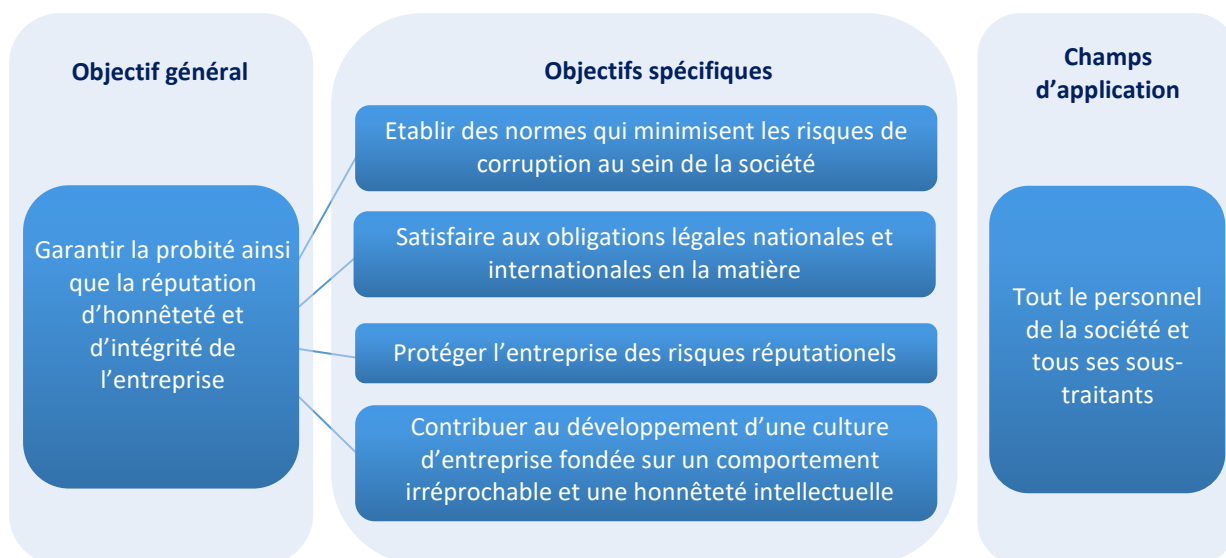 Objectif général
Garantir la probité ainsi
que la réputation
d’honnêteté et
d’intégrité de
l’entreprise
Objectifs spécifiques
Etablir des normes qui minimisent les risques de
corruption au sein de la société
Satisfaire aux obligations légales nationales et
internationales en la matière
Protéger l’entreprise des risques réputationels
Contribuer au développement d’une culture
d’entreprise fondée sur un comportement
irréprochable et une honnêteté intellectuelle
Champs
d’application
Tout le personnel
de la société et
tous ses sous-
traitants